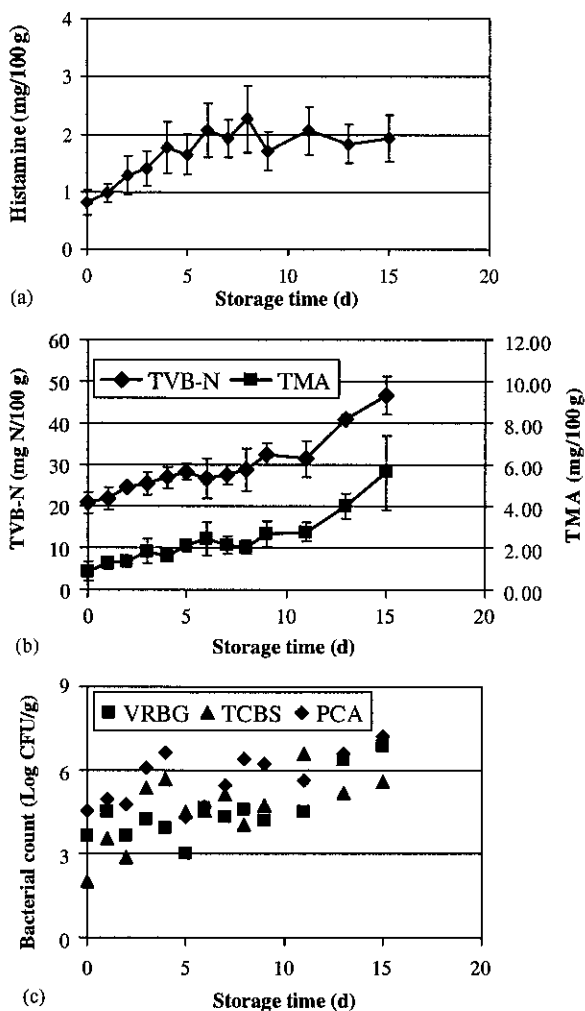 4
3
2
1
0
Histamine (mg/100 g)
0 5 10 15 20
(a) Storage time (d)
60
50
40
30
20
10
0
TVB-N (mg N/100 g)
TVB-N TMA
12.00
10.00
8.00
6.00
4.00
2.00
0.00
TMA (mg/100 g)
0 5 10 15 20
(b) Storage time (d)
9
6
3
0
Bacterial count (Log CFU/g)
VRBG TCBS PCA
0 5 10 15 20
(c) Storage time (d)